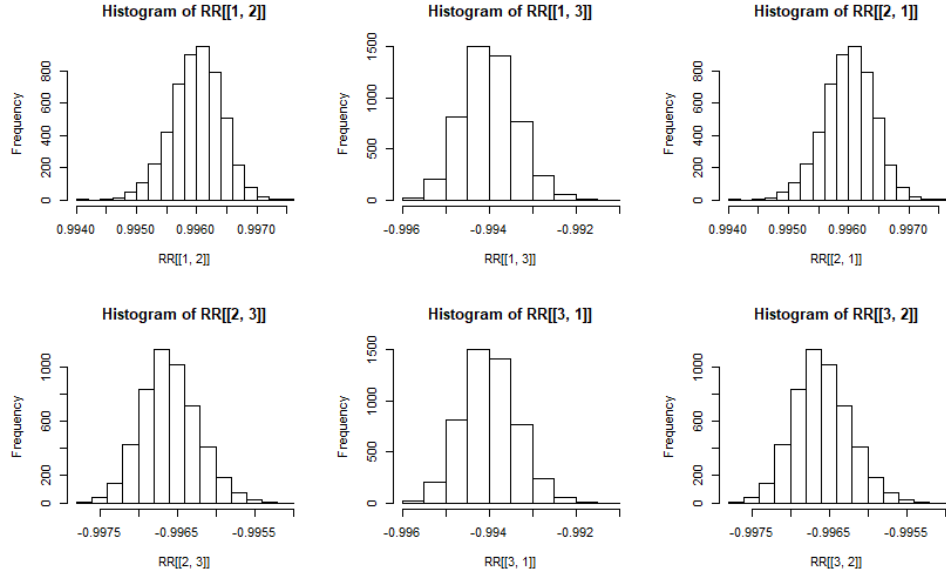 Histogram of RR[[1, 2]]
Frequency
0 200 400 600 800
0.9940 0.9950 0.9960 0.9970
RR[[1, 2]]
Histogram of RR[[1, 3]]
Frequency
0 500 1000 1500
-0.996 -0.994 -0.992
RR[[1, 3]]
Histogram of RR[[2, 1]]
Frequency
0 200 400 600 800
0.9940 0.9950 0.9960 0.9970
RR[[2, 1]]
Histogram of RR[[2, 3]]
Frequency
0 200 600 1000
-0.9975 -0.9965 -0.9955
RR[[2, 3]]
Histogram of RR[[3, 1]]
Frequency
0 500 1000 1500
-0.996 -0.994 -0.992
RR[[3, 1]]
Histogram of RR[[3, 2]]
Frequency
0 200 600 1000
-0.9975 -0.9965 -0.9955
RR[[3, 2]]